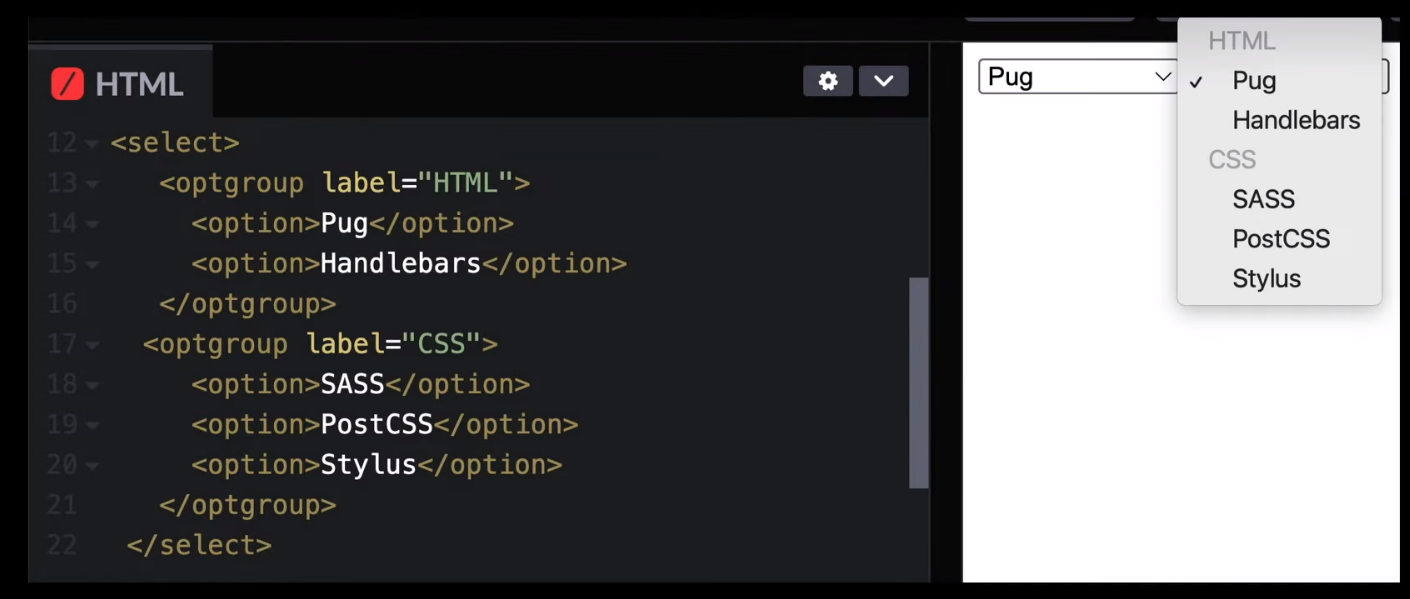 HTML
12 <select>
13 <optgroup label="HTML">
14 <option>Pug</option>
15 <option>Handlebars</option>
16 </optgroup>
17 <optgroup label="CSS">
18 <option>SASS</option>
19 <option>PostCSS</option>
20 <option>Stylus</option>
21 </optgroup>
22 </select>
Pug
HTML
✓ Pug
Handlebars
CSS
SASS
PostCSS
Stylus